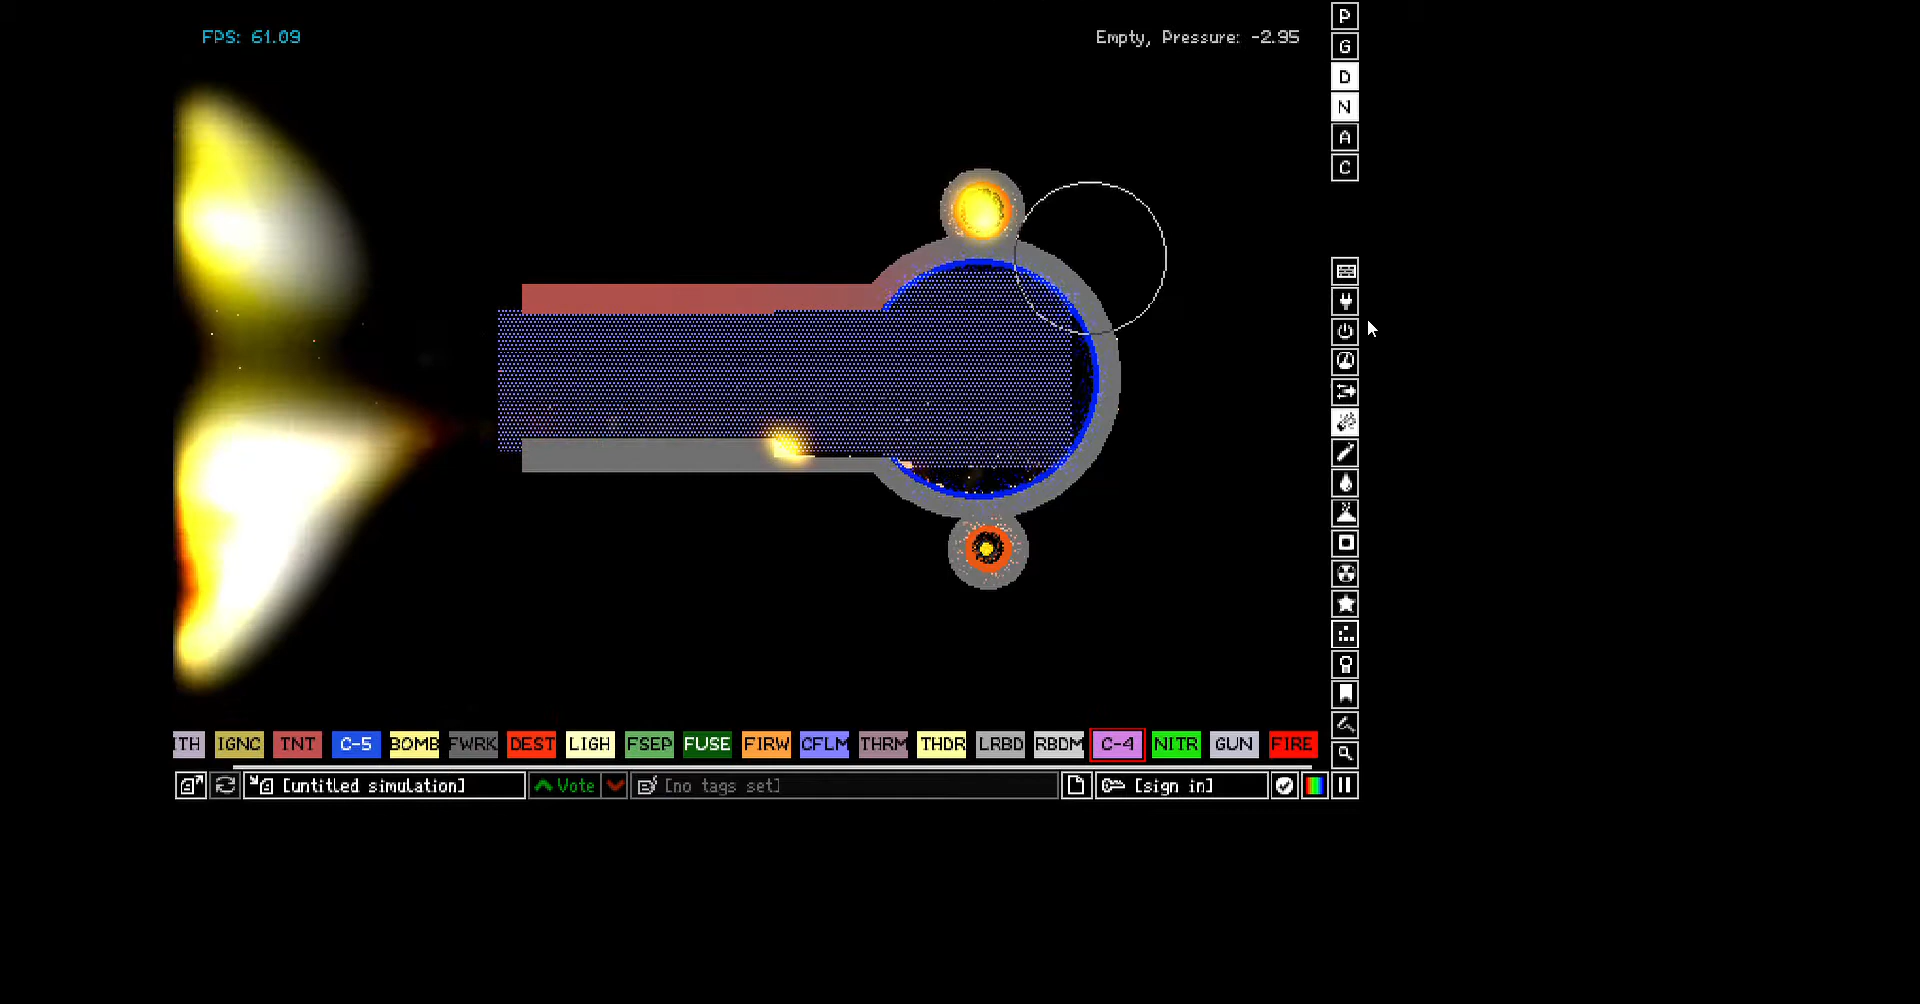 FPS: 61.09
Empty, Pressure: -2.95
P
G
D
N
A
C
ITH IGNC TNT C-5 BOMB FWRK DEST LIGH FSEP FUSE FIRW CFLM THRM THDR LRBD RBDM C-4 NITR GUN FIRE
[untitled simulation] Vote [no tags set] [sign in]